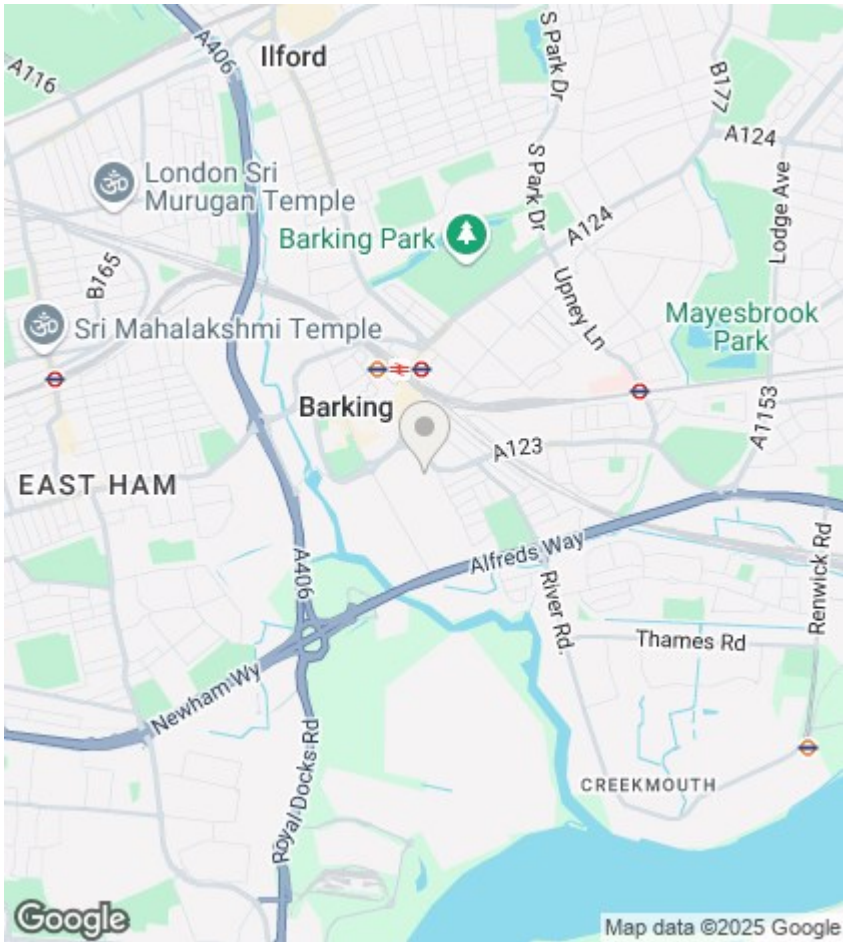 A406
Ilford
A116
S Park Dr
B177
A124
London Sri
Murugan Temple
S Park Dr
Lodge Ave
Barking Park
A124
B165
Upney Ln
Mayesbrook
Park
Sri Mahalakshmi Temple
Barking
A1153
A123
EAST HAM
A406
Alfreds Way
River Rd.
Renwick Rd
Thames Rd
Newham Wy
Royal Docks Rd
CREEKMOUTH
Google
Map data ©2025 Google